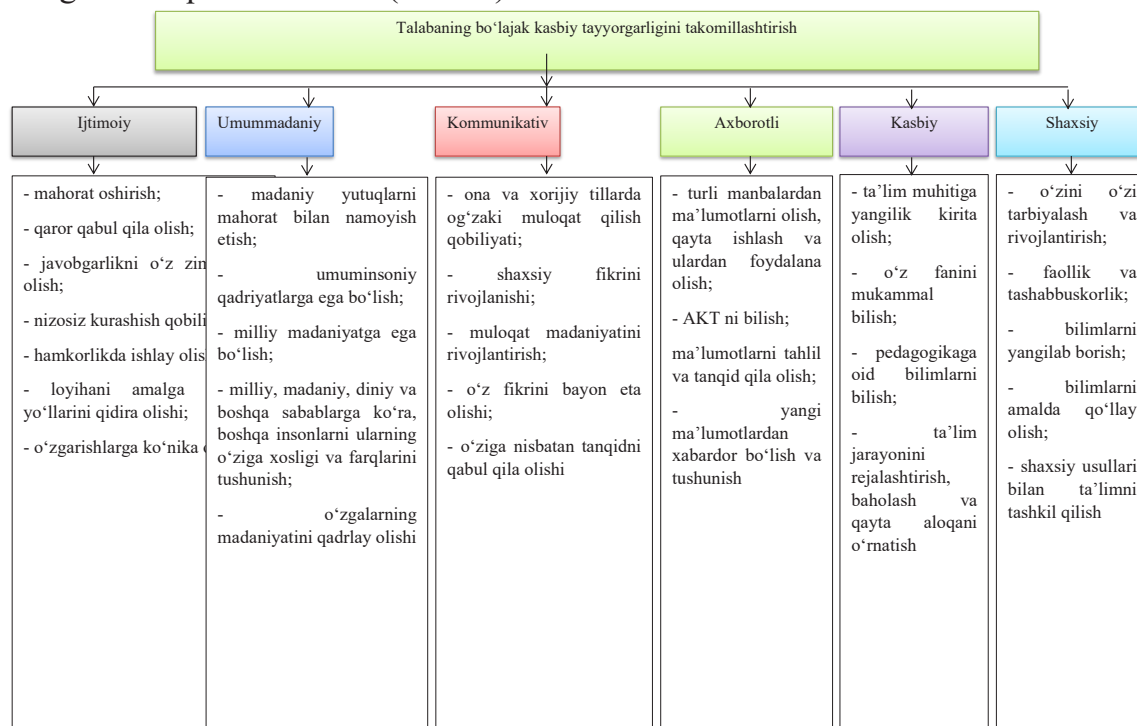 Talabaning bo‘lajak kasbiy tayyorgarligini takomillashtirish
Ijtimoiy
Umummadaniy
Kommunikativ
Axborotli
Kasbiy
Shaxsiy
- mahorat oshirish;
- qaror qabul qila olish;
- javobgarlikni o‘z
olish;
- nizosiz kurashish
- hamkorlikda ishlay
- loyihani amalga
yo‘llarini qidira olishi;
- o‘zgarishlarga ko‘nika
- madaniy yutuqlarni
mahorat bilan namoyish
etish;
- umuminsoniy
qadriyatlarga ega bo‘lish;
- milliy madaniyatga ega
bo‘lish;
- milliy, madaniy, diniy va
boshqa sabablarga ko‘ra,
boshqa insonlarni ularning
o‘ziga xosligi va farqlarini
tushunish;
- o‘zgalarning
madaniyatini qadrlay olishi
- ona va xorijiy tillarda
og‘zaki muloqat qilish
qobiliyati;
- shaxsiy fikrini
rivojlanishi;
- muloqat madaniyatini
rivojlantirish;
- o‘z fikrini bayon eta
olishi;
- o‘ziga nisbatan tanqidni
qabul qila olishi
- turli manbalardan
ma’lumotlarni olish,
qayta ishlash va
ulardan foydalana
olish;
- AKT ni bilish;
ma’lumotlarni tahlil
va tanqid qila olish;
- yangi
ma’lumotlardan
xabardor bo‘lish va
tushunish
- ta’lim muhitiga
yangilik kirita
olish;
- o‘z fanini
mukammal
bilish;
- pedagogikaga
oid bilimlarni
bilish;
- ta’lim
jarayonini
rejalashtirish,
baholash va
qayta aloqani
o‘rnatish
- o‘zini o‘zi
tarbiyalash va
rivojlantirish;
- faollik va
tashabbuskorlik;
- bilimlarni
yangilab borish;
- bilimlarni
amalda qo‘llay
olish;
- shaxsiy usullari
bilan ta’limni
tashkil qilish